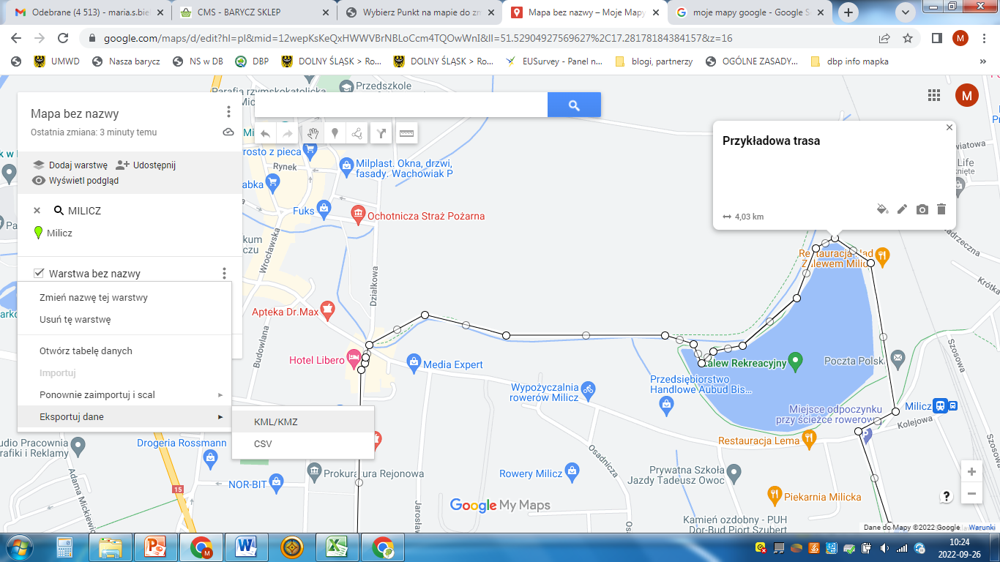 Odebrane (4 513) - maria.s.bie
CMS - BARYCZ SKLEP
Wybierz Punkt na mapie do zn
Mapa bez nazwy – Moje Mapy
moje mapy google - Google S
google.com/maps/d/edit?hl=pl&mid=12wepKsKeQxHWWVBrNBLoCcm4TQOwWnI&ll=51.52904927569627%2C17.28178184384157&z=16
M
UMWD
Nasza barycz
NS w DB
DBP
DOLNY ŚLĄSK > Ro...
DOLNY ŚLĄSK > Ro...
EUSurvey - Panel n...
blogi, partnerzy
OGÓLNE ZASADY...
dbp info mapka
»
Mapa bez nazwy
Ostatnia zmiana: 3 minuty temu
Dodaj warstwę
Udostępnij
Wyświetl podgląd
MILICZ
Milicz
Warstwa bez nazwy
Zmień nazwę tej warstwy
Usuń tę warstwę
Otwórz tabelę danych
Importuj
Ponownie zaimportuj i scal
Eksportuj dane
KML/KMZ
CSV
M
Przykładowa trasa
4,03 km
Parafia rzymskokatolicka
Przedszkole
rosto z pieca
Rynek
Milplast. Okna, drzwi,
fasady. Wachowiak P
abka
Fuks
Ochotnicza Straż Pożarna
Wrocławska
Działkowa
Apteka Dr.Max
Budowlana
Hotel Libero
Media Expert
Wypożyczalnia
rowerów Milicz
Przedsiębiorstwo
Handlowe Aubud Bis...
Zalew Rekreacyjny
Restauracja Nad
Zalewem Milic
Life
Nadrzeczna
Krótka
Szosowa
Poczta Polsk
Miejsce odpoczynku
przy ścieżce rowerow
Milicz
Kolejowa
Szosowa
Restauracja Lema
Osadnicza
Prywatna Szkoła
Jazdy Tadeusz Owoc
Rowery Milicz
Piekarnia Milicka
Kamień ozdobny - PUH
Dor-Bud Piort Szubert
udio Pracownia
rafiki i Reklamy
Adama Mickiew
Drogeria Rossmann
NOR-BIT
15
Prokura ura Rejonowa
Jarosław
Google My Maps
Dane do Mapy ©2022 Google
Warunki
10:24
2022-09-26